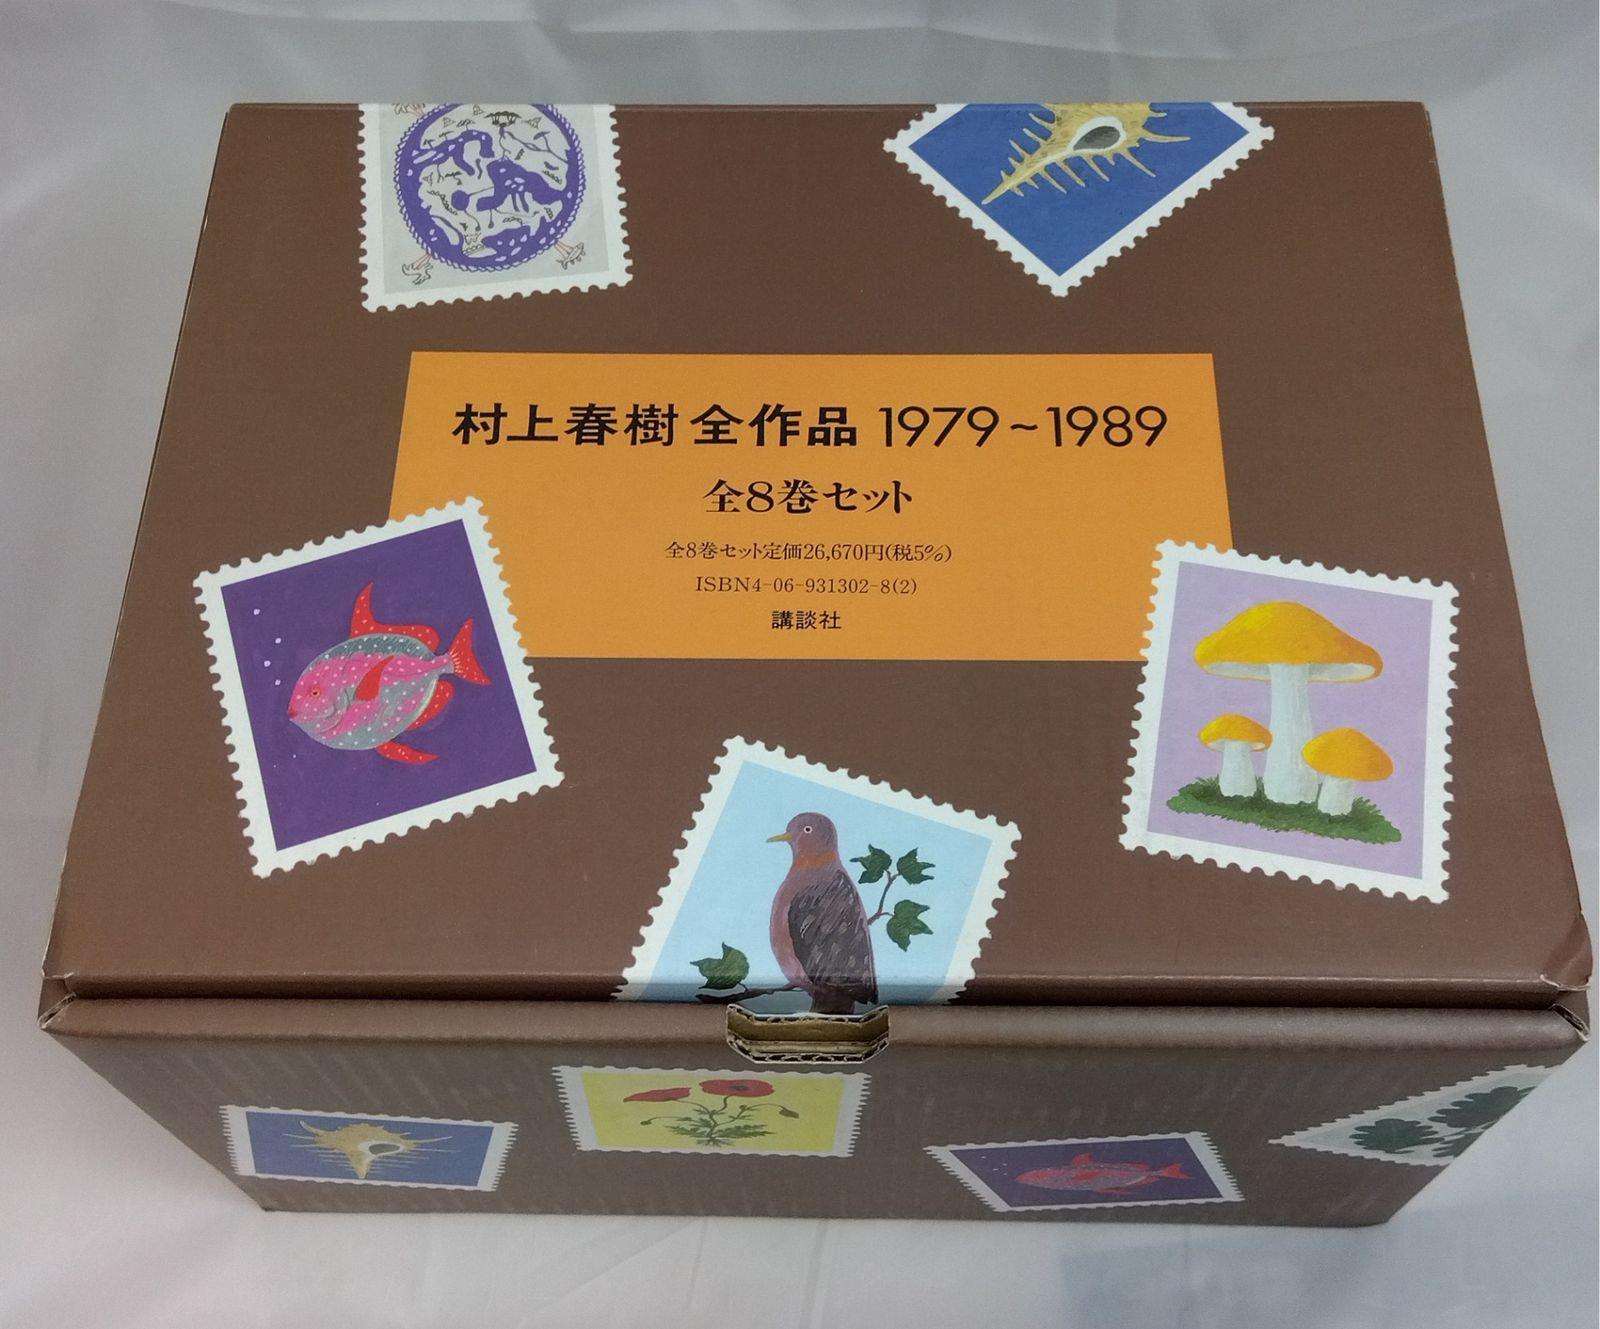 村上春樹全作品 1979~1989
全8巻セット
全8巻セット定価26,670円(税5%)
ISBN4-06-931302-8(2)
講談社